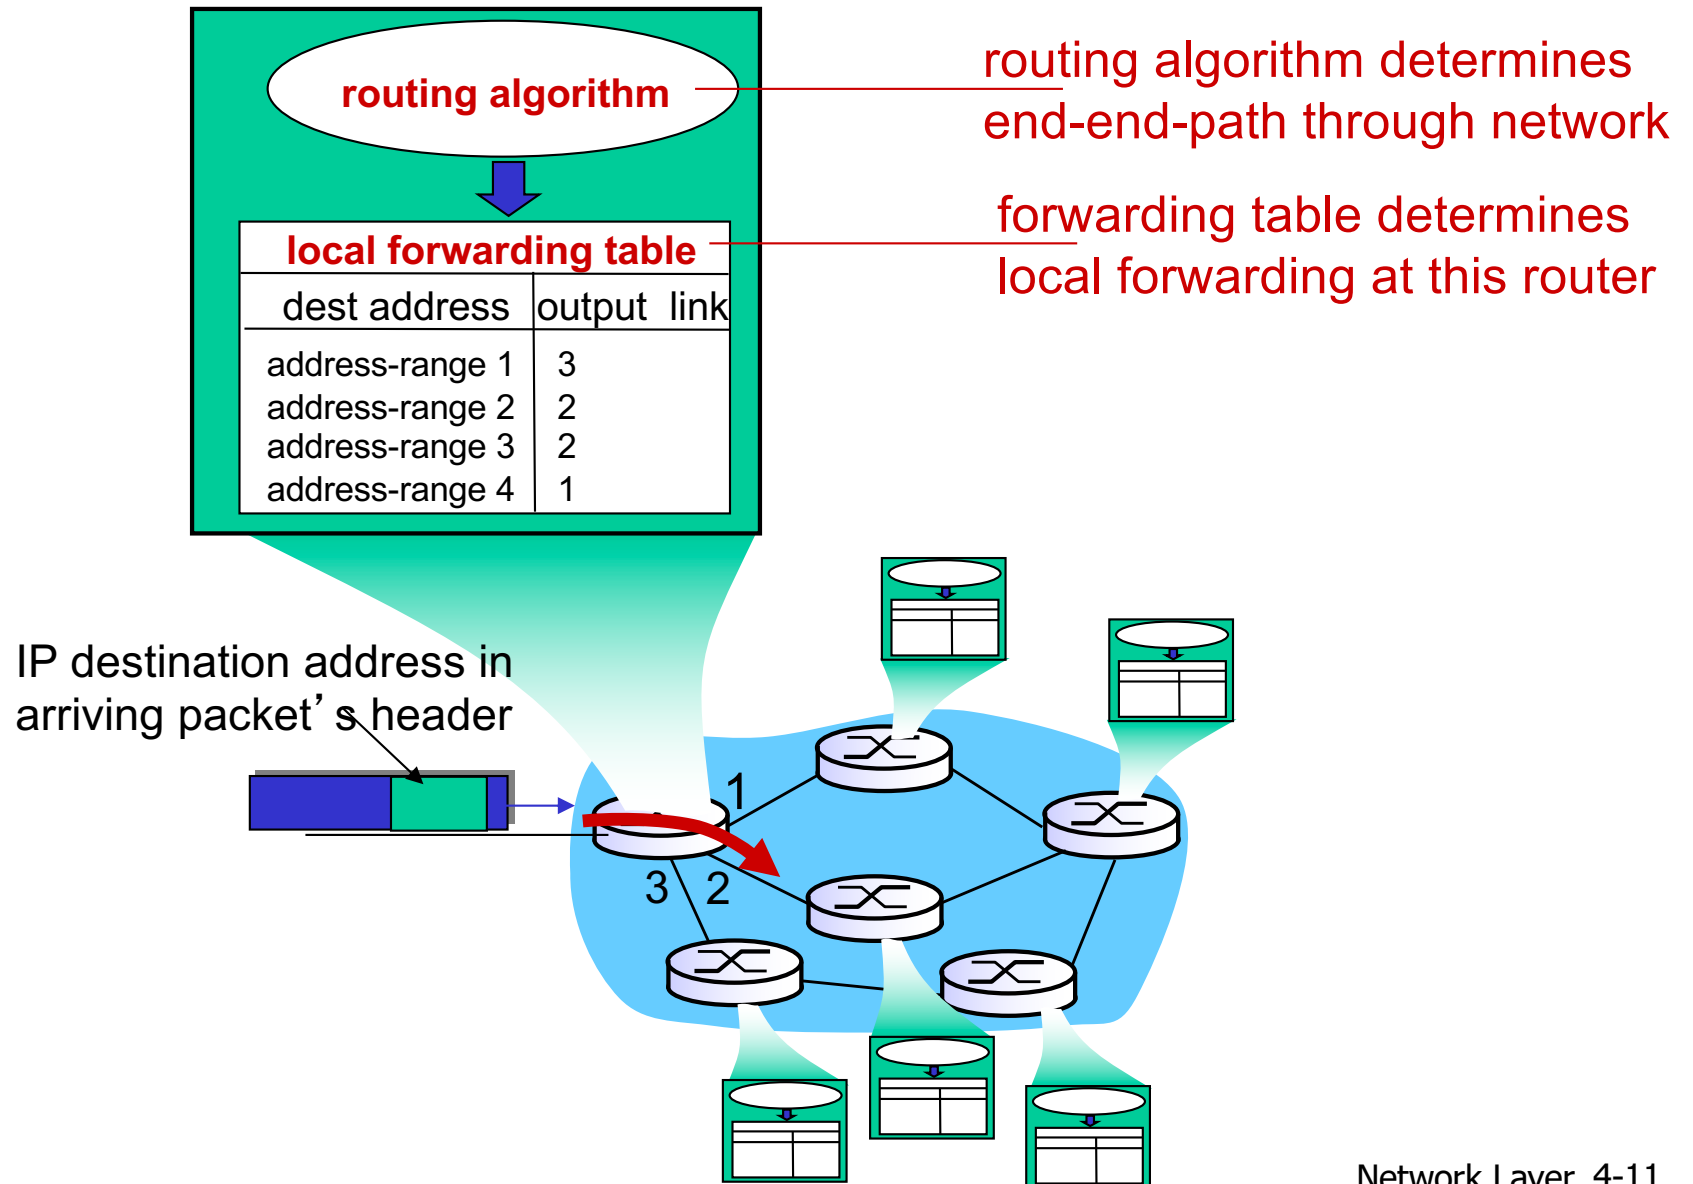 routing algorithm
routing algorithm determines
end-end-path through network
forwarding table determines
local forwarding at this router
local forwarding table
dest address output link
address-range 1 3
address-range 2 2
address-range 3 2
address-range 4 1
IP destination address in
arriving packet’s header
1
3 2
Network Layer 4-11